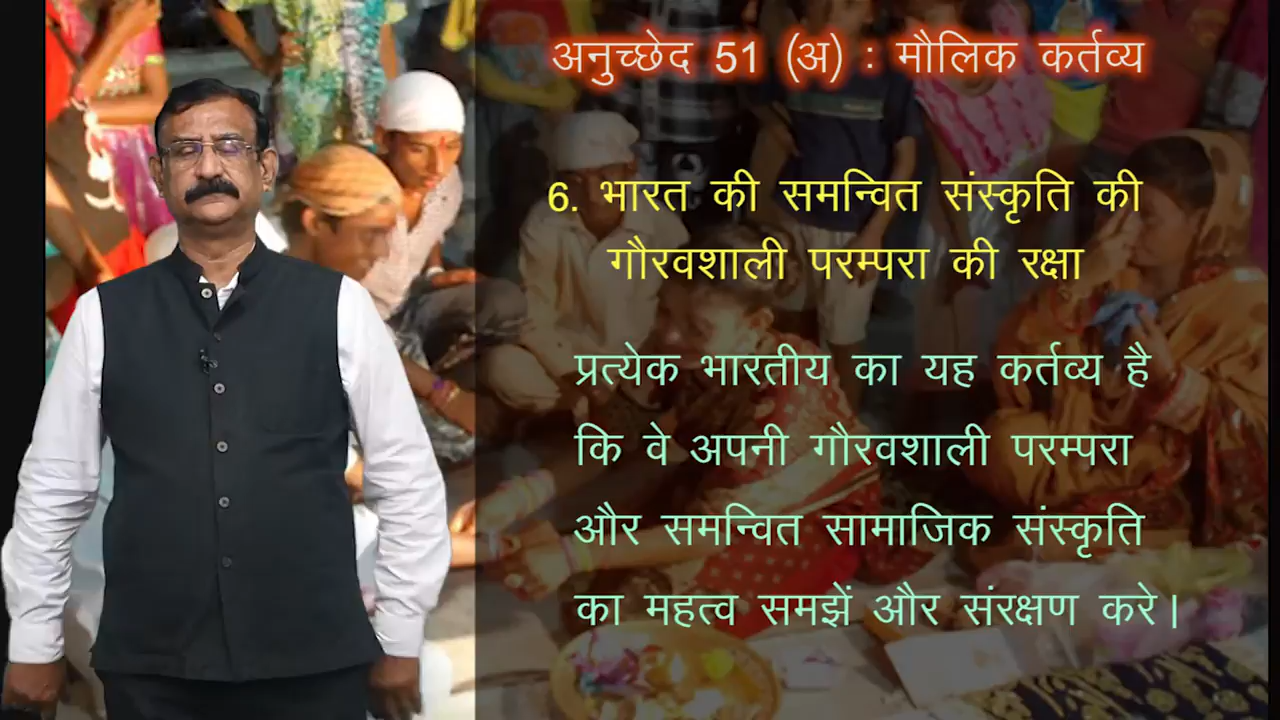 अनुच्छेद 51 (अ) : मौलिक कर्तव्य
6. भारत की समन्वित संस्कृति की
गौरवशाली परम्परा की रक्षा
प्रत्येक भारतीय का यह कर्तव्य है
कि वे अपनी गौरवशाली परम्परा
और समन्वित सामाजिक संस्कृति
का महत्व समझें और संरक्षण करे।